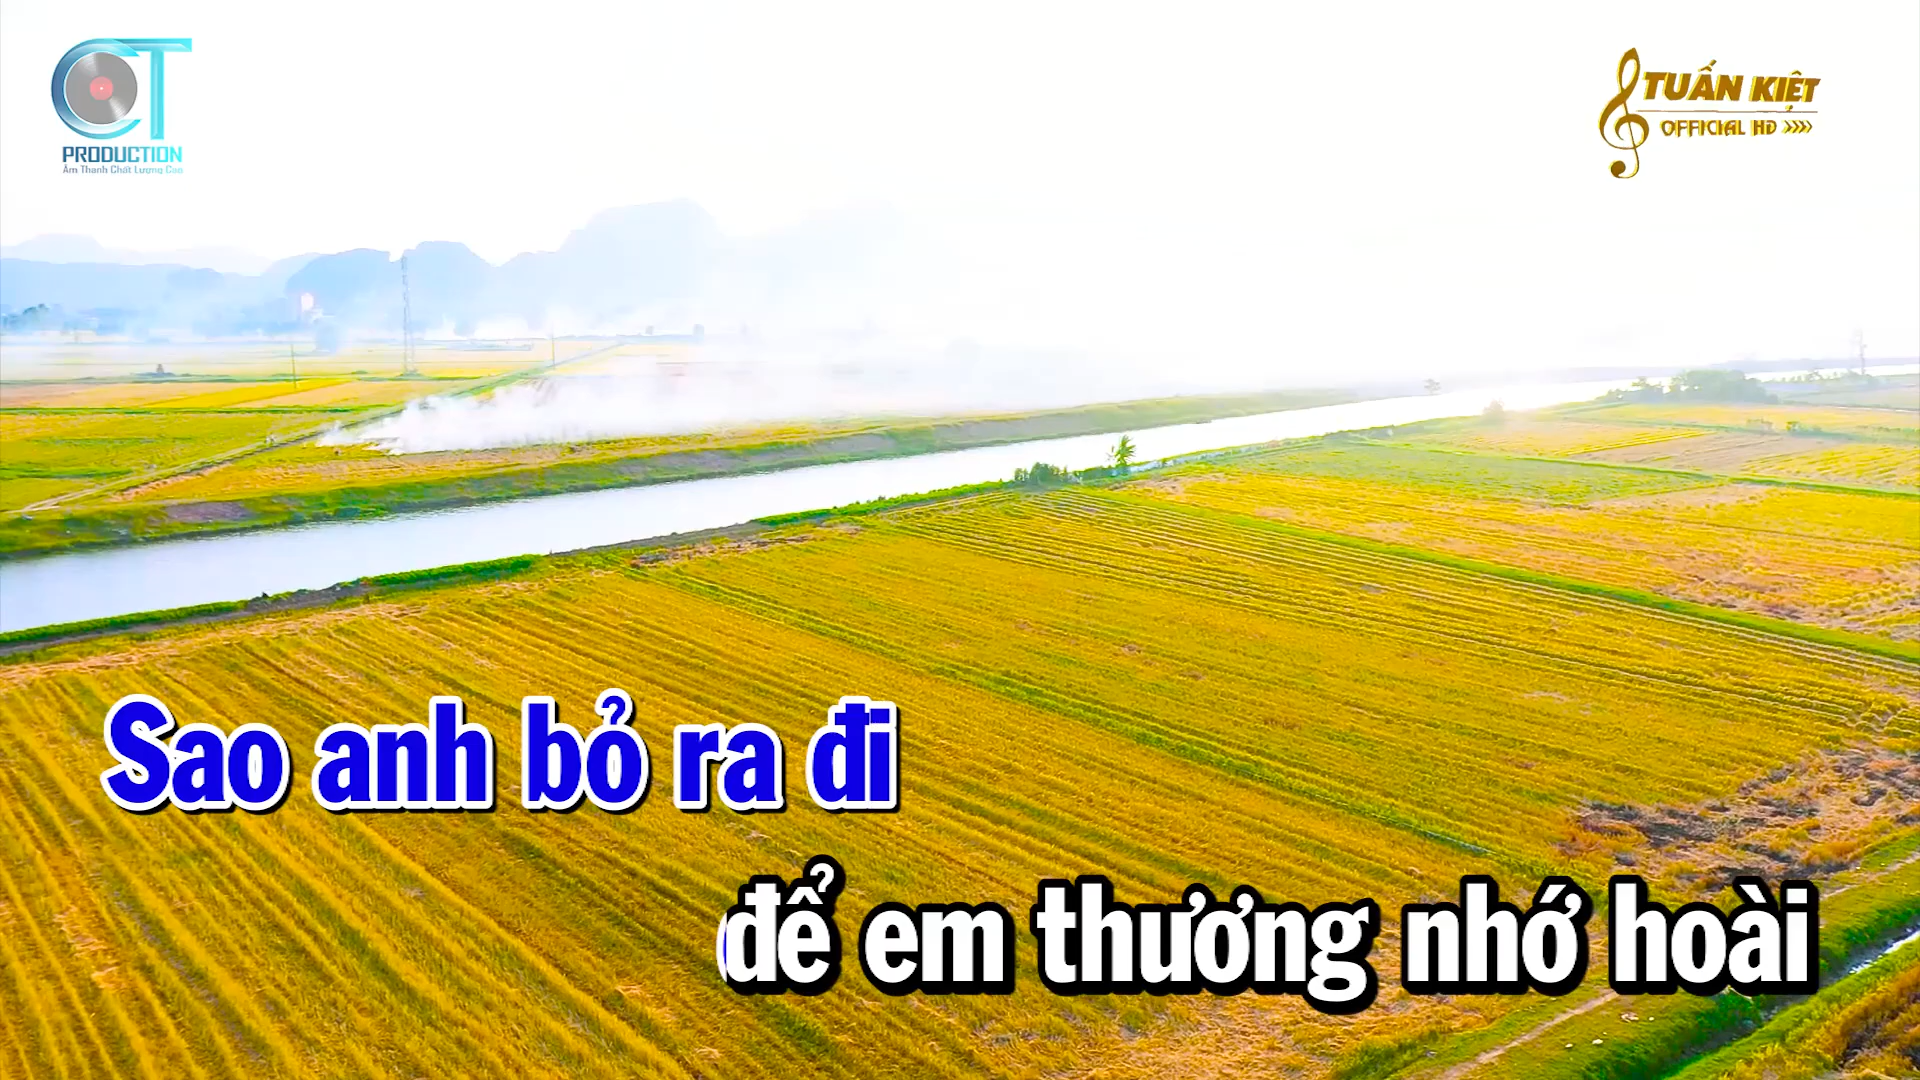 CT
PRODUCTION
Âm Thanh Chất Lượng Cao
TUẤN KIỆT
OFFICIAL HD
Sao anh bỏ ra đi
để em thương nhớ hoài